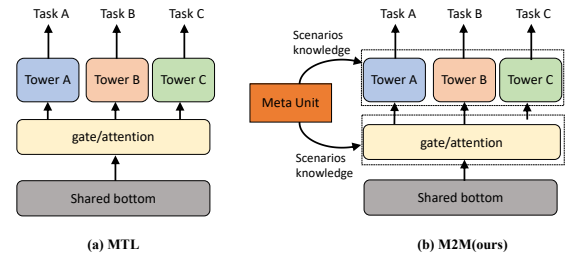 Task A
Task B
Task C
Tower A
Tower B
Tower C
gate/attention
Shared bottom
(a) MTL
Task A
Task B
Task C
Scenarios
knowledge
Tower A
Tower B
Tower C
Meta Unit
gate/attention
Scenarios
knowledge
Shared bottom
(b) M2M(ours)